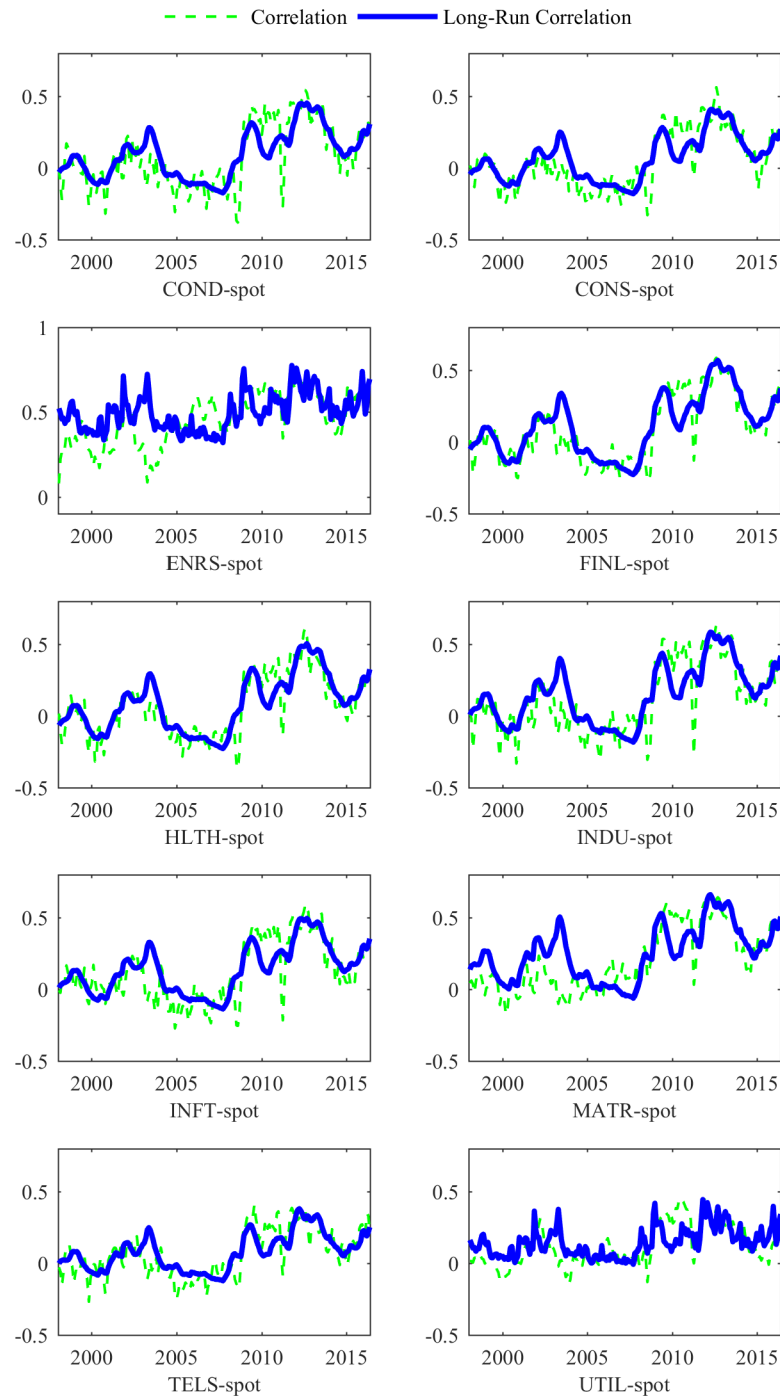 Correlation Long-Run Correlation
0.5 0.5
0 0
-0.5 -0.5
2000 2005 2010 2015 2000 2005 2010 2015
COND-spot CONS-spot
1
0.5 0.5
0 0
-0.5
2000 2005 2010 2015 2000 2005 2010 2015
ENRS-spot FINL-spot
0.5 0.5
0 0
-0.5 -0.5
2000 2005 2010 2015 2000 2005 2010 2015
HLTH-spot INDU-spot
0.5 0.5
0 0
-0.5 -0.5
2000 2005 2010 2015 2000 2005 2010 2015
INFT-spot MATR-spot
0.5 0.5
0 0
-0.5 -0.5
2000 2005 2010 2015 2000 2005 2010 2015
TELS-spot UTIL-spot